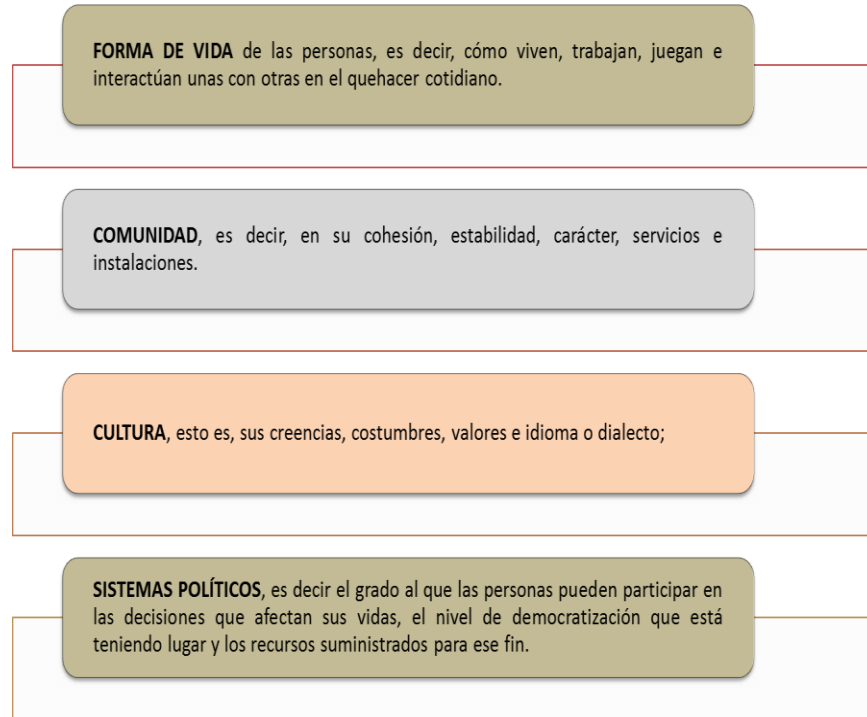 FORMA DE VIDA de las personas, es decir, cómo viven, trabajan, juegan e
interactúan unas con otras en el quehacer cotidiano.
COMUNIDAD, es decir, en su cohesión, estabilidad, carácter, servicios e
instalaciones.
CULTURA, esto es, sus creencias, costumbres, valores e idioma o dialecto;
SISTEMAS POLÍTICOS, es decir el grado al que las personas pueden participar en
las decisiones que afectan sus vidas, el nivel de democratización que está
teniendo lugar y los recursos suministrados para ese fin.